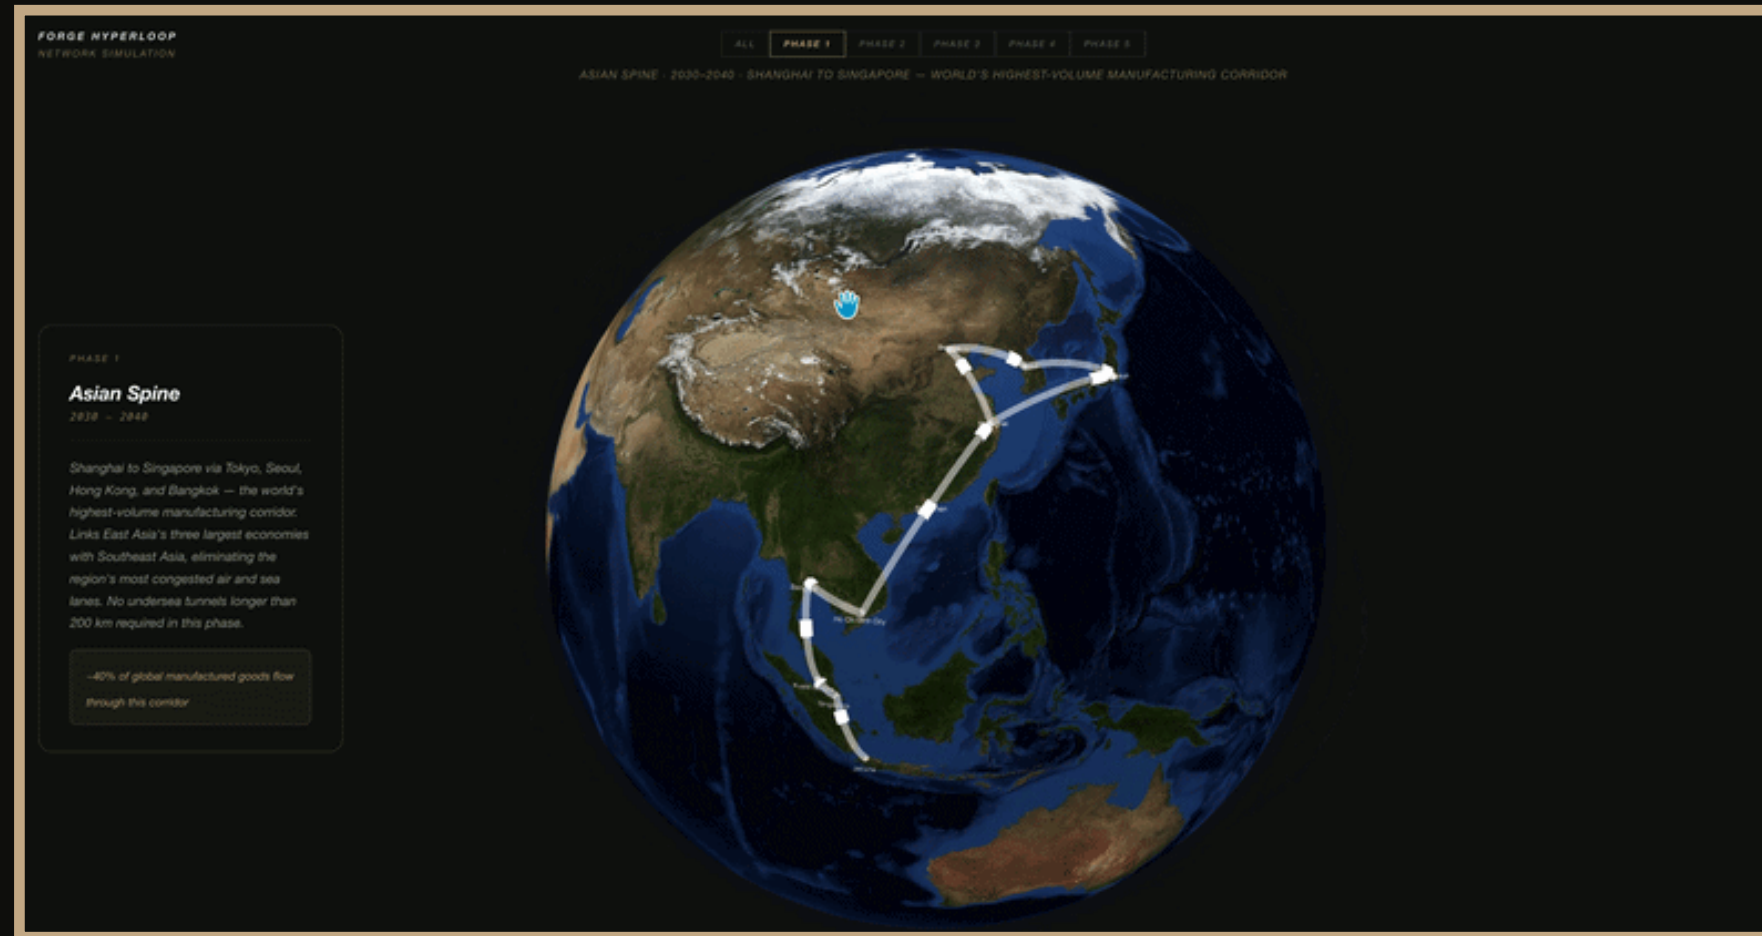 FORGE HYPERLOOP
NETWORK SIMULATION
ALL
PHASE 1
PHASE 2
PHASE 3
PHASE 4
PHASE 5
ASIAN SPINE · 2030–2040 · SHANGHAI TO SINGAPORE — WORLD'S HIGHEST-VOLUME MANUFACTURING CORRIDOR
PHASE 1
Asian Spine
2030 – 2040
Shanghai to Singapore via Tokyo, Seoul,
Hong Kong, and Bangkok — the world's
highest-volume manufacturing corridor.
Links East Asia's three largest economies
with Southeast Asia, eliminating the
region's most congested air and sea
lanes. No undersea tunnels longer than
200 km required in this phase.
~40% of global manufactured goods flow
through this corridor